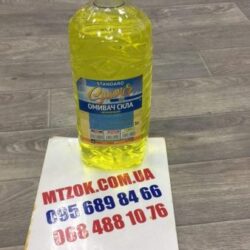 STANDARD
ОМИВАЧ СКЛА
MTZOK.COM.UA
095 689 84 66
068 488 10 76